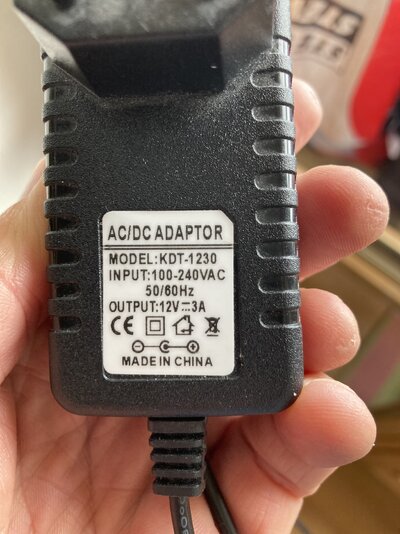 AC/DC ADAPTOR
MODEL:KDT-1230
INPUT:100-240VAC
50/60Hz
OUTPUT:12V⎓3A
CE
MADE IN CHINA